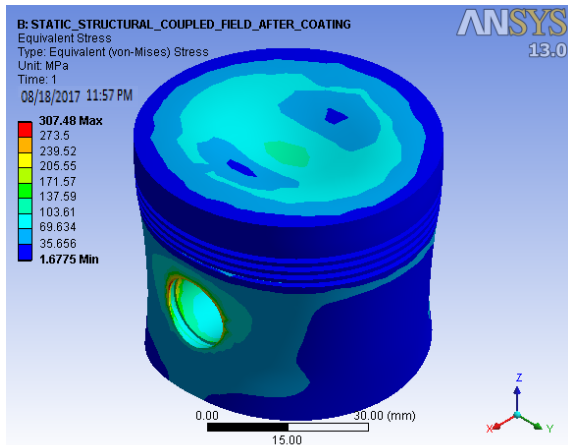 B: STATIC_STRUCTURAL_COUPLED_FIELD_AFTER_COATING
Equivalent Stress
Type: Equivalent (von-Mises) Stress
Unit: MPa
Time: 1
08/18/2017 11:57 PM
307.48 Max
273.5
239.52
205.55
171.57
137.59
103.61
69.634
35.656
1.6775 Min
ANSYS
13.0
0.00
30.00 (mm)
15.00
Z
X
Y